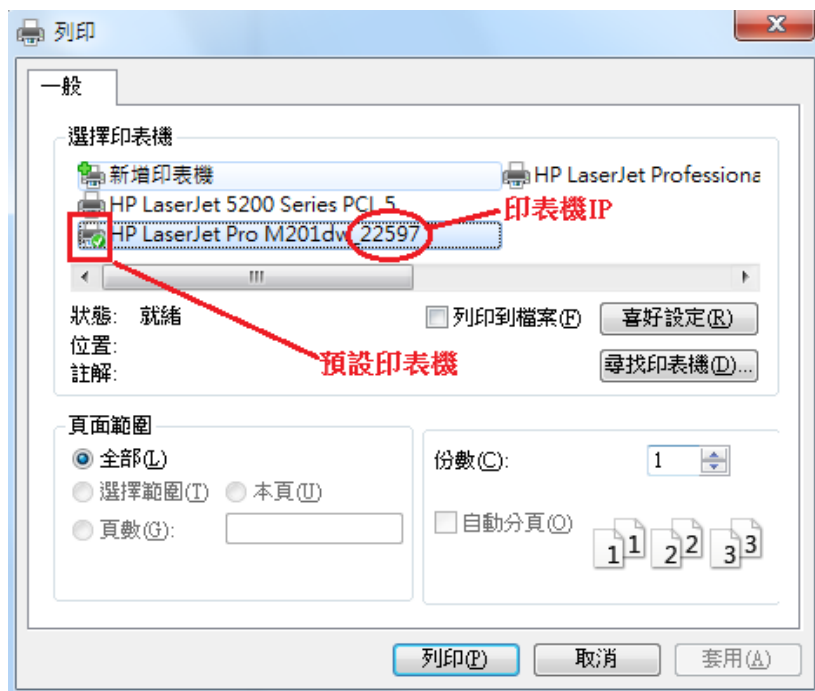 列印
一般
選擇印表機
新增印表機
HP LaserJet Professiona
HP LaserJet 5200 Series PCL 5
印表機IP
HP LaserJet Pro M201dw_22597
狀態: 就緒
列印到檔案(F)
喜好設定(R)
位置:
預設印表機
註解:
尋找印表機(D)...
頁面範圍
全部(L)
份數(C): 1
選擇範圍(T) 本頁(U)
頁數(G):
自動分頁(O)
1 1 2 2 3 3
列印(P) 取消 套用(A)